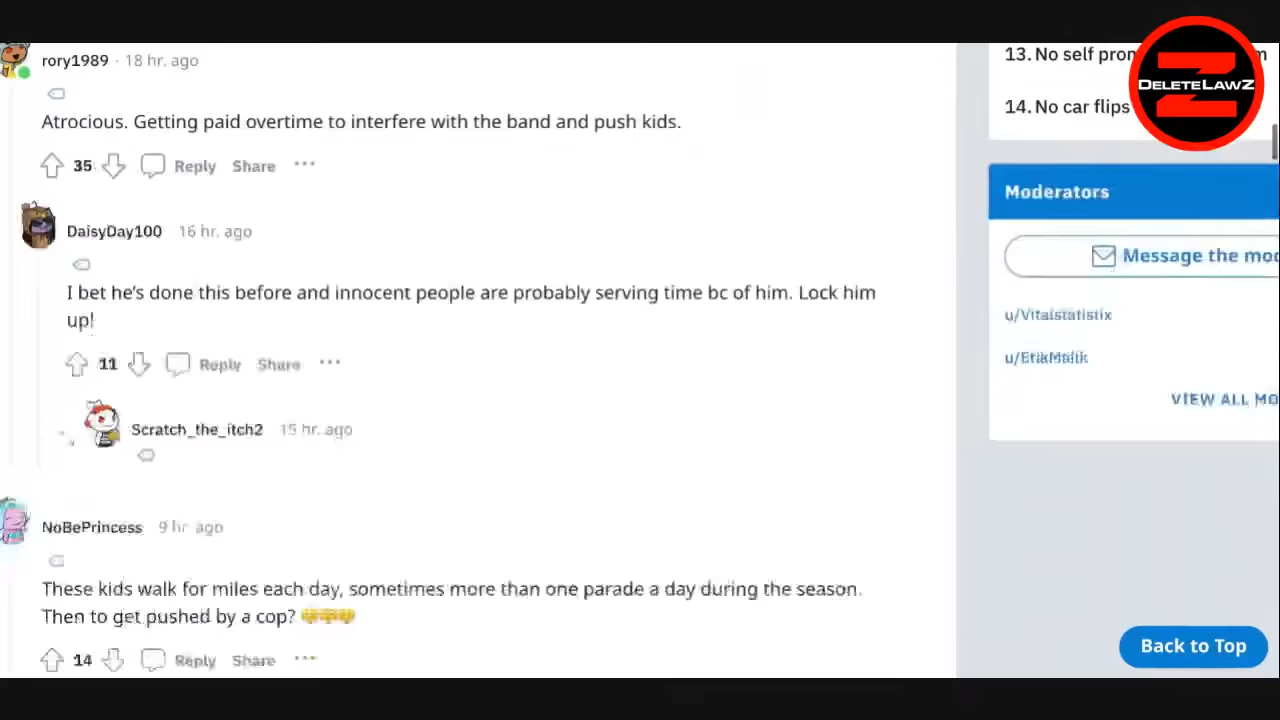 rory1989 · 18 hr. ago
Atrocious. Getting paid overtime to interfere with the band and push kids.
35 Reply Share ···
DaisyDay100 16 hr. ago
I bet he's done this before and innocent people are probably serving time bc of him. Lock him
up!
11 Reply Share ···
Scratch_the_itch2 15 hr. ago
NoBePrincess 9 hr ago
These kids walk for miles each day, sometimes more than one parade a day during the season.
Then to get pushed by a cop?
14 Reply Share ···
13. No self
14. No car flips
DELETELAWZ
Moderators
Message the
u/Vitalstatistix
u/ErikMalik
VIEW ALL
Back to Top